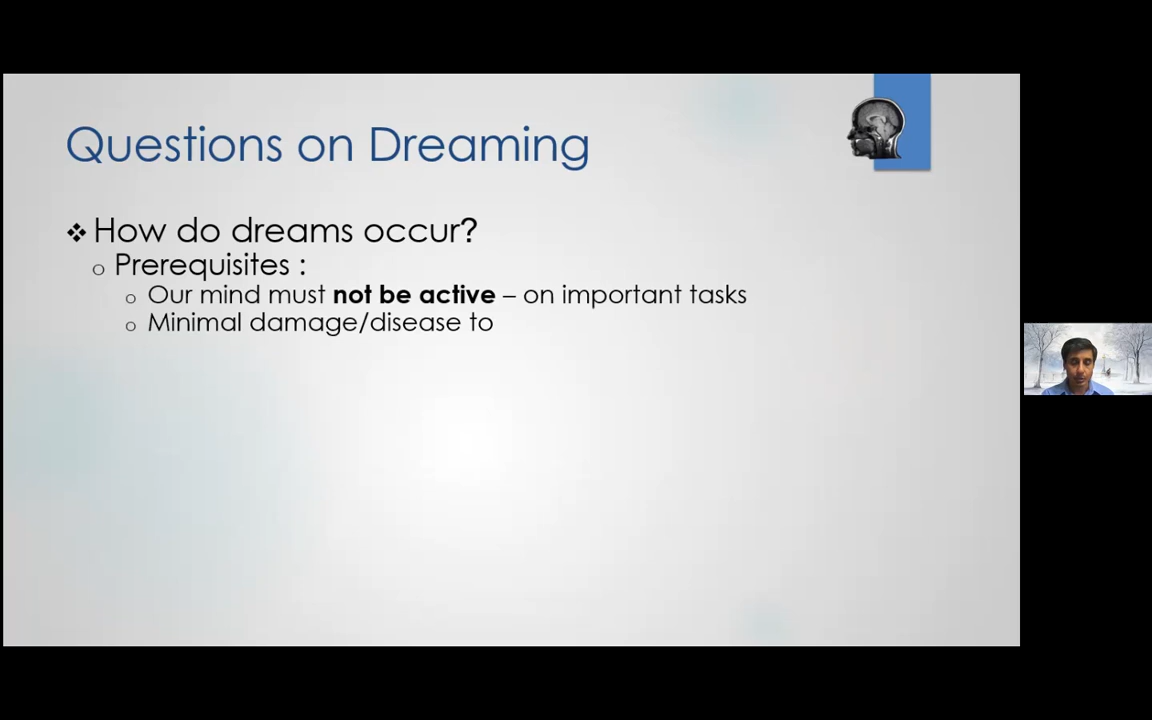 Questions on Dreaming
How do dreams occur?
Prerequisites :
Our mind must not be active – on important tasks
Minimal damage/disease to